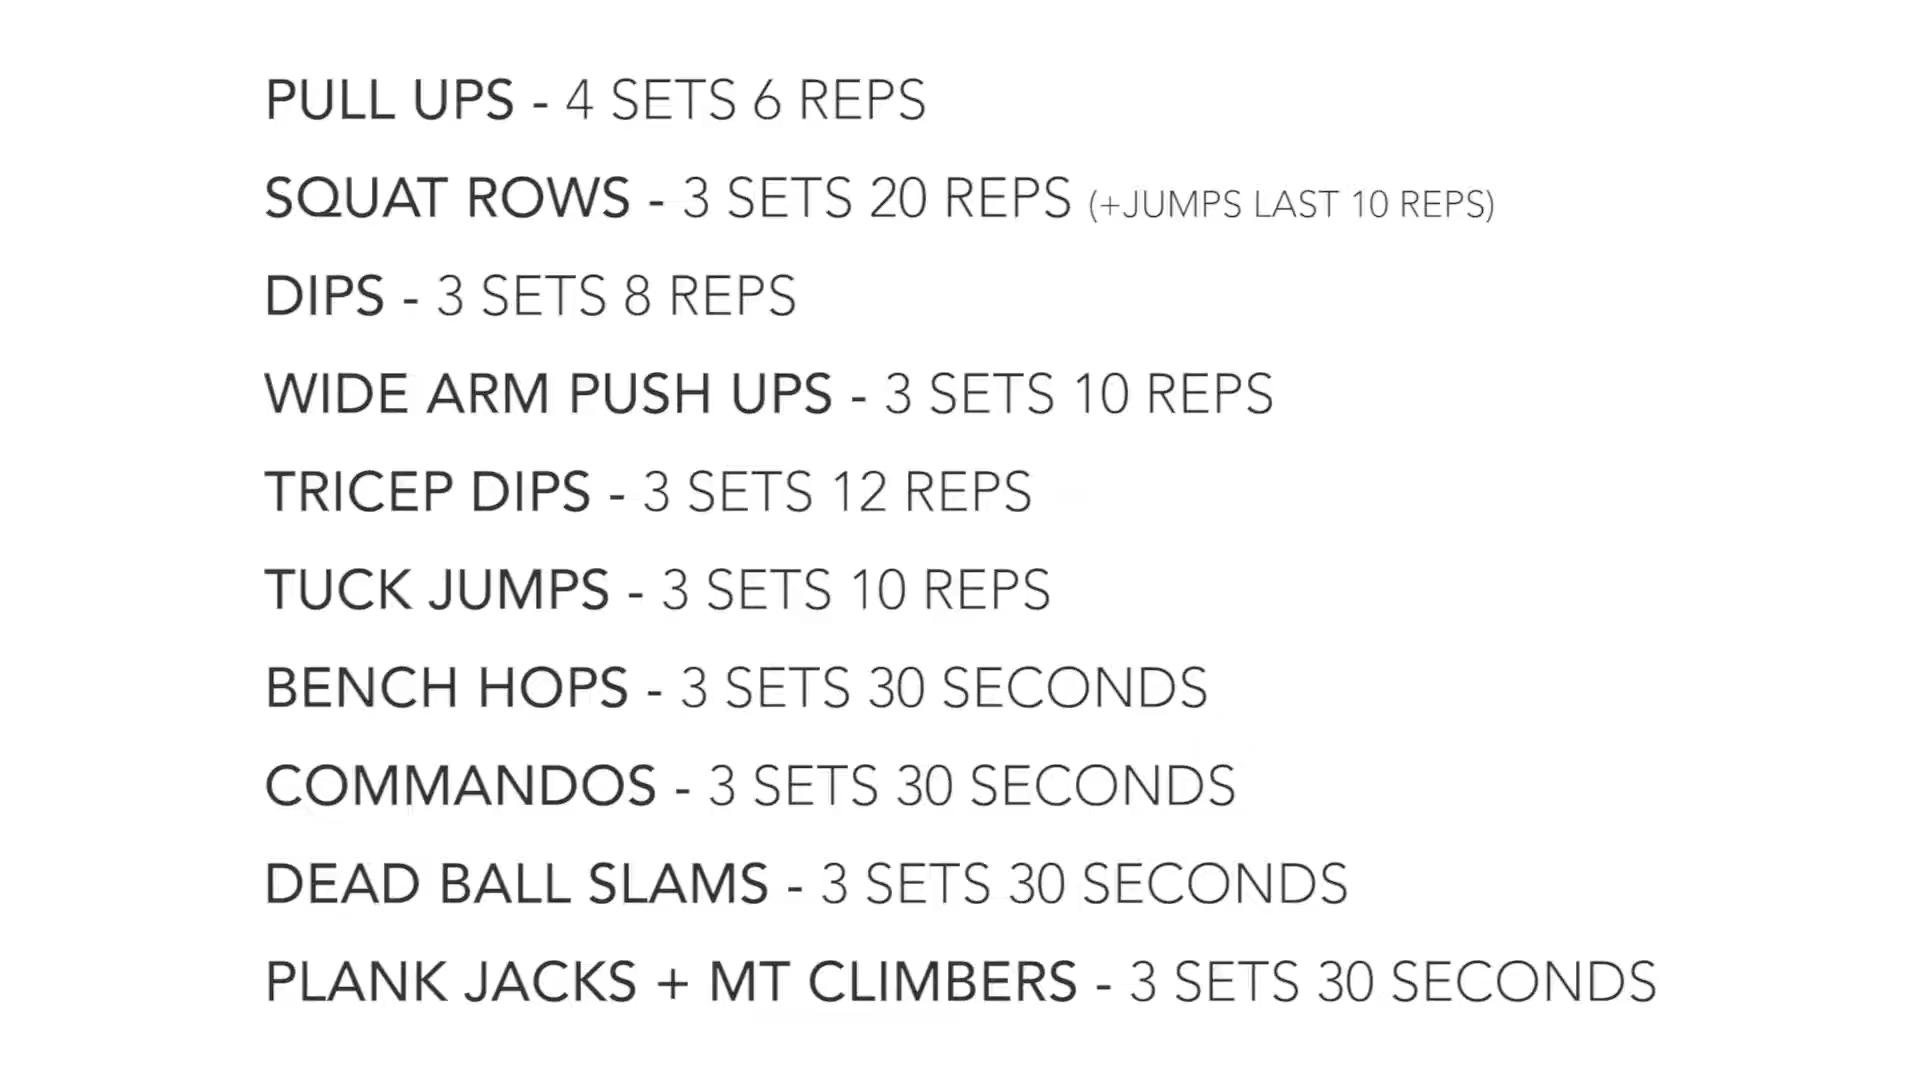 PULL UPS - 4 SETS 6 REPS
SQUAT ROWS - 3 SETS 20 REPS (+JUMPS LAST 10 REPS)
DIPS - 3 SETS 8 REPS
WIDE ARM PUSH UPS - 3 SETS 10 REPS
TRICEP DIPS - 3 SETS 12 REPS
TUCK JUMPS - 3 SETS 10 REPS
BENCH HOPS - 3 SETS 30 SECONDS
COMMANDOS - 3 SETS 30 SECONDS
DEAD BALL SLAMS - 3 SETS 30 SECONDS
PLANK JACKS + MT CLIMBERS - 3 SETS 30 SECONDS